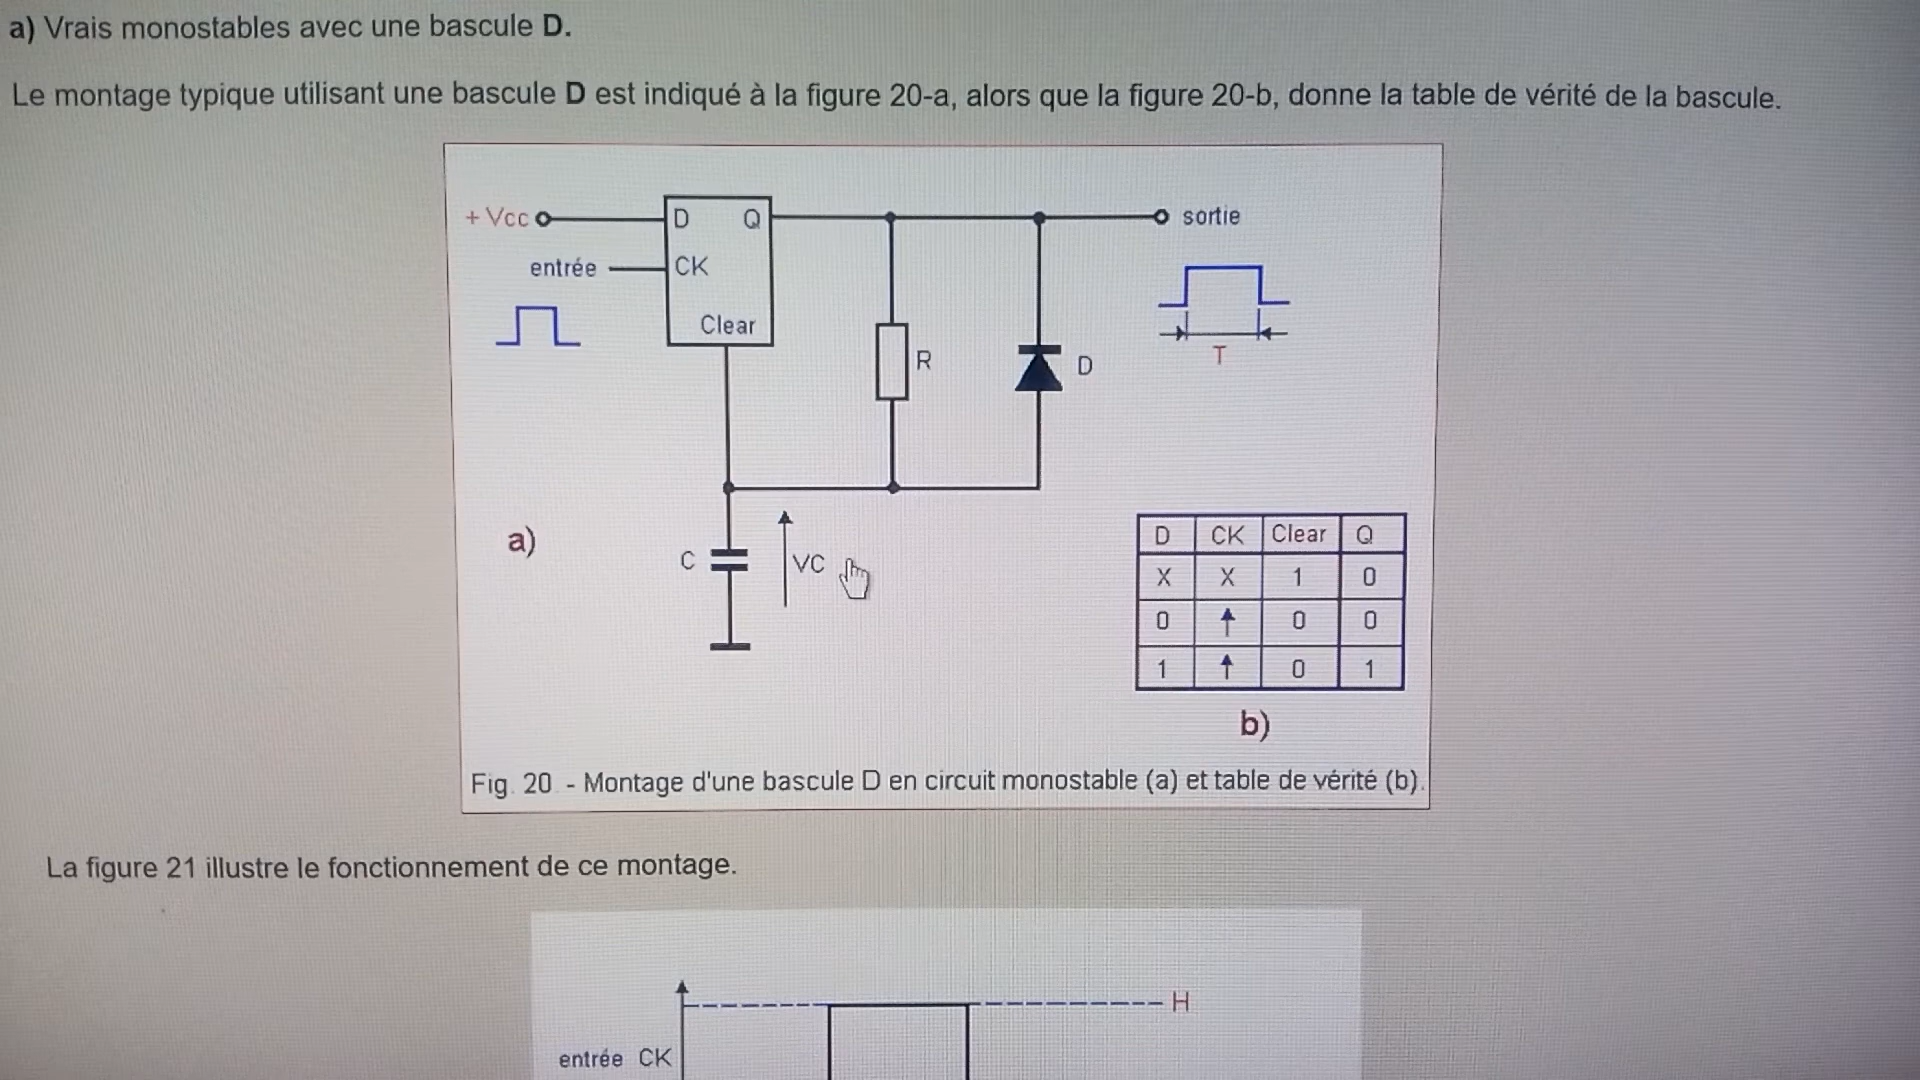 a) Vrais monostables avec une bascule D.
Le montage typique utilisant une bascule D est indiqué à la figure 20-a, alors que la figure 20-b, donne la table de vérité de la bascule.
+ Vcc
D Q
sortie
entrée
CK
Clear
R
D
T
a)
C
VC
D CK Clear Q
X X 1 0
0 ↑ 0 0
1 ↑ 0 1
b)
Fig. 20 - Montage d'une bascule D en circuit monostable (a) et table de vérité (b).
La figure 21 illustre le fonctionnement de ce montage.
H
entrée CK